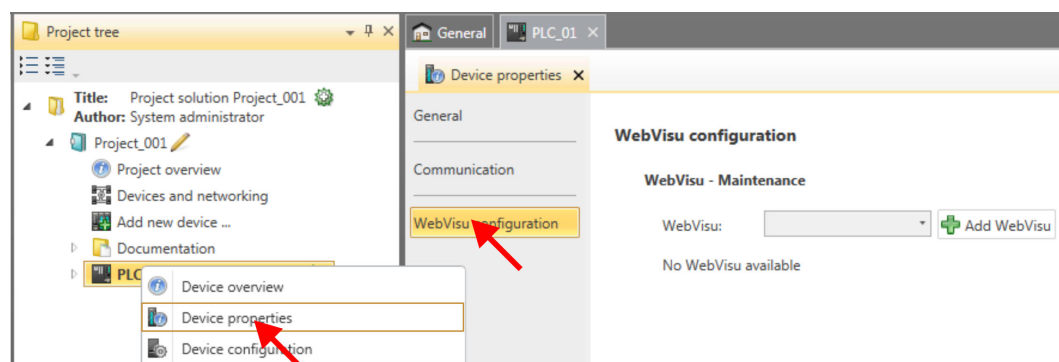 Project tree
Title: Project solution Project_001
Author: System administrator
Project_001
Project overview
Devices and networking
Add new device ...
Documentation
PLC
Device overview
Device properties
Device configuration
General
PLC_01
Device properties
General
Communication
WebVisu configuration
WebVisu configuration
WebVisu - Maintenance
WebVisu: Add WebVisu
No WebVisu available